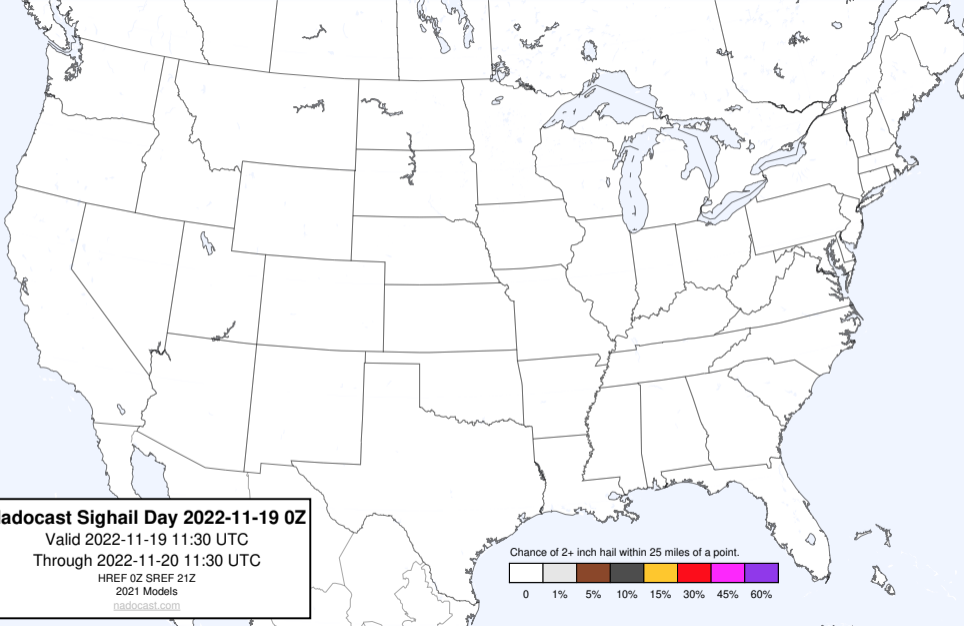 adocast Sighail Day 2022-11-19 0Z
Valid 2022-11-19 11:30 UTC
Through 2022-11-20 11:30 UTC
HREF 0Z SREF 21Z
2021 Models
nadocast.com
Chance of 2+ inch hail within 25 miles of a point.
0 1% 5% 10% 15% 30% 45% 60%